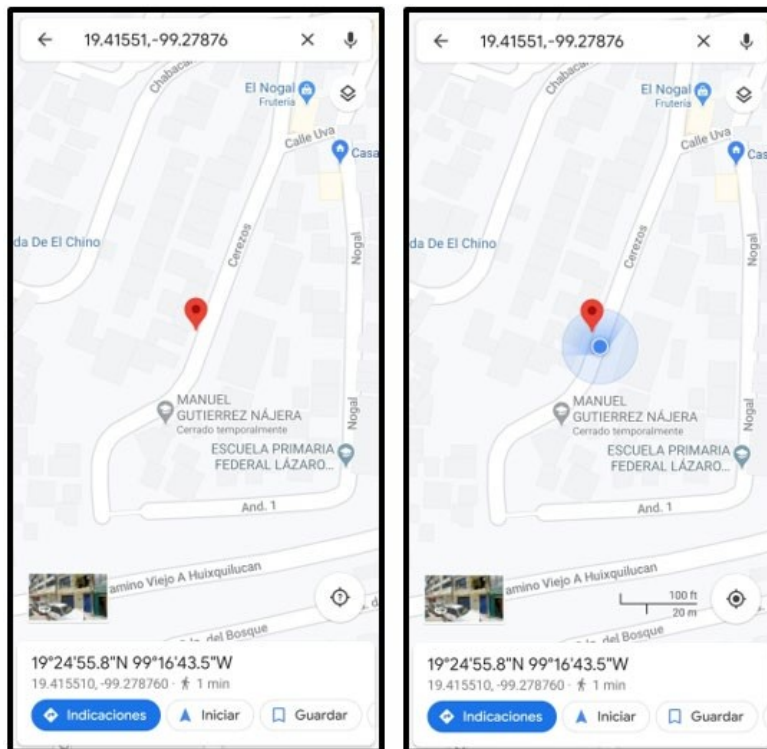 19.41551,-99.27876
Chabacan
El Nogal
Frutería
Calle Uva
Casa
da De El Chino
Cerezos
Nogal
MANUEL
GUTIERREZ NÁJERA
Cerrado temporalmente
Nogal
ESCUELA PRIMARIA
FEDERAL LÁZARO...
And. 1
amino Viejo A Huixquilucan
del Bosque
19°24'55.8"N 99°16'43.5"W
19.415510, -99.278760 · 1 min
Indicaciones
Iniciar
Guardar
19.41551,-99.27876
Chabacan
El Nogal
Frutería
Calle Uva
Cas
da De El Chino
Cerezos
Nogal
MANUEL
GUTIERREZ NÁJERA
Cerrado temporalmente
Nogal
ESCUELA PRIMARIA
FEDERAL LÁZARO...
And. 1
amino Viejo A Huixquilucan
100 ft
20 m
del Bosque
19°24'55.8"N 99°16'43.5"W
19.415510, -99.278760 · 1 min
Indicaciones
Iniciar
Guardar